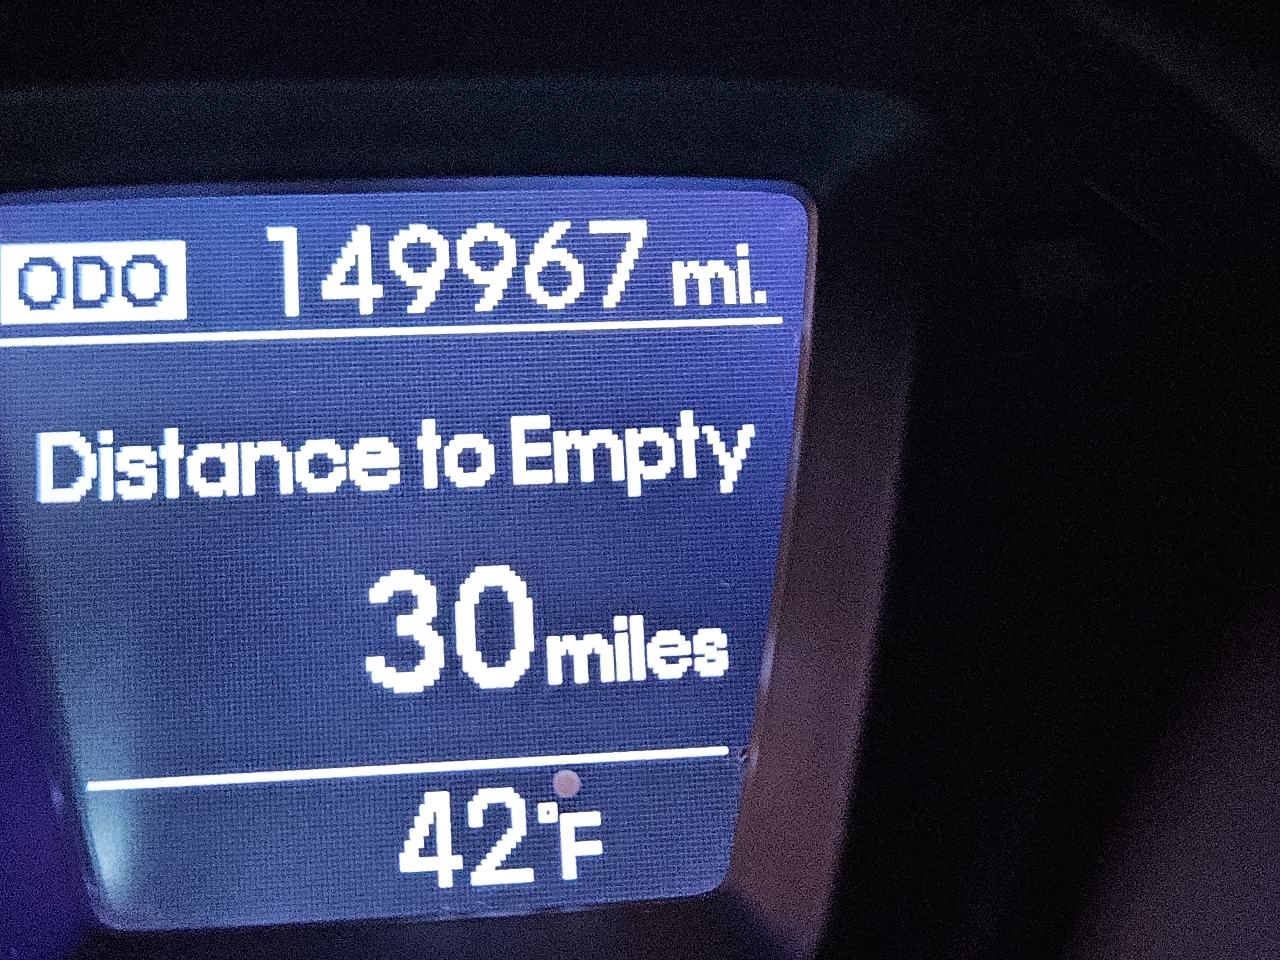 ODO 149967 mi.
Distance to Empty
30 miles
42°F